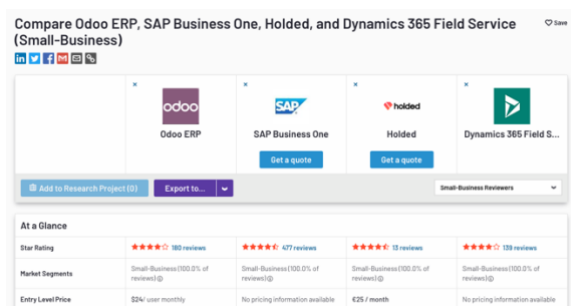 Compare Odoo ERP, SAP Business One, Holded, and Dynamics 365 Field Service
(Small-Business)
Save
in
× × × ×
odoo SAP holded
Odoo ERP SAP Business One Holded Dynamics 365 Field S...
Get a quote Get a quote
Add to Research Project (0) Export to... Small-Business Reviewers
At a Glance
Star Rating 180 reviews 477 reviews 13 reviews 139 reviews
Market Segments Small-Business (100.0% of Small-Business (100.0% of Small-Business (100.0% of Small-Business (100.0% of
reviews) reviews) reviews) reviews)
Entry Level Price $24/ user monthly No pricing information available €25 / month No pricing information available